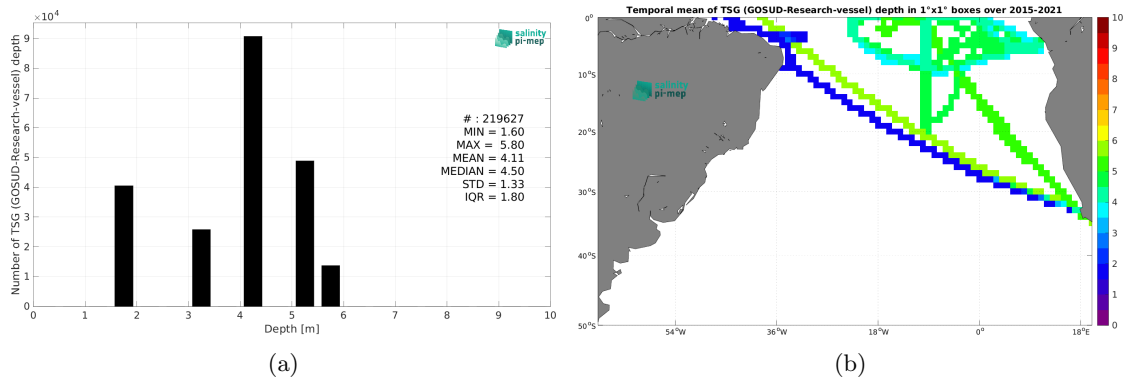 ×10⁴
9
8
7
6
5
4
3
2
1
0
Number of TSG (GOSUD-Research-vessel) depth
salinity
pi-mep
# : 219627
MIN = 1.60
MAX = 5.80
MEAN = 4.11
MEDIAN = 4.50
STD = 1.33
IQR = 1.80
0 1 2 3 4 5 6 7 8 9 10
Depth [m]
(a)
Temporal mean of TSG (GOSUD-Research-vessel) depth in 1°x1° boxes over 2015-2021
0°
10°S
20°S
30°S
40°S
50°S
salinity
pi-mep
54°W 36°W 18°W 0° 18°E
10
9
8
7
6
5
4
3
2
1
0
(b)